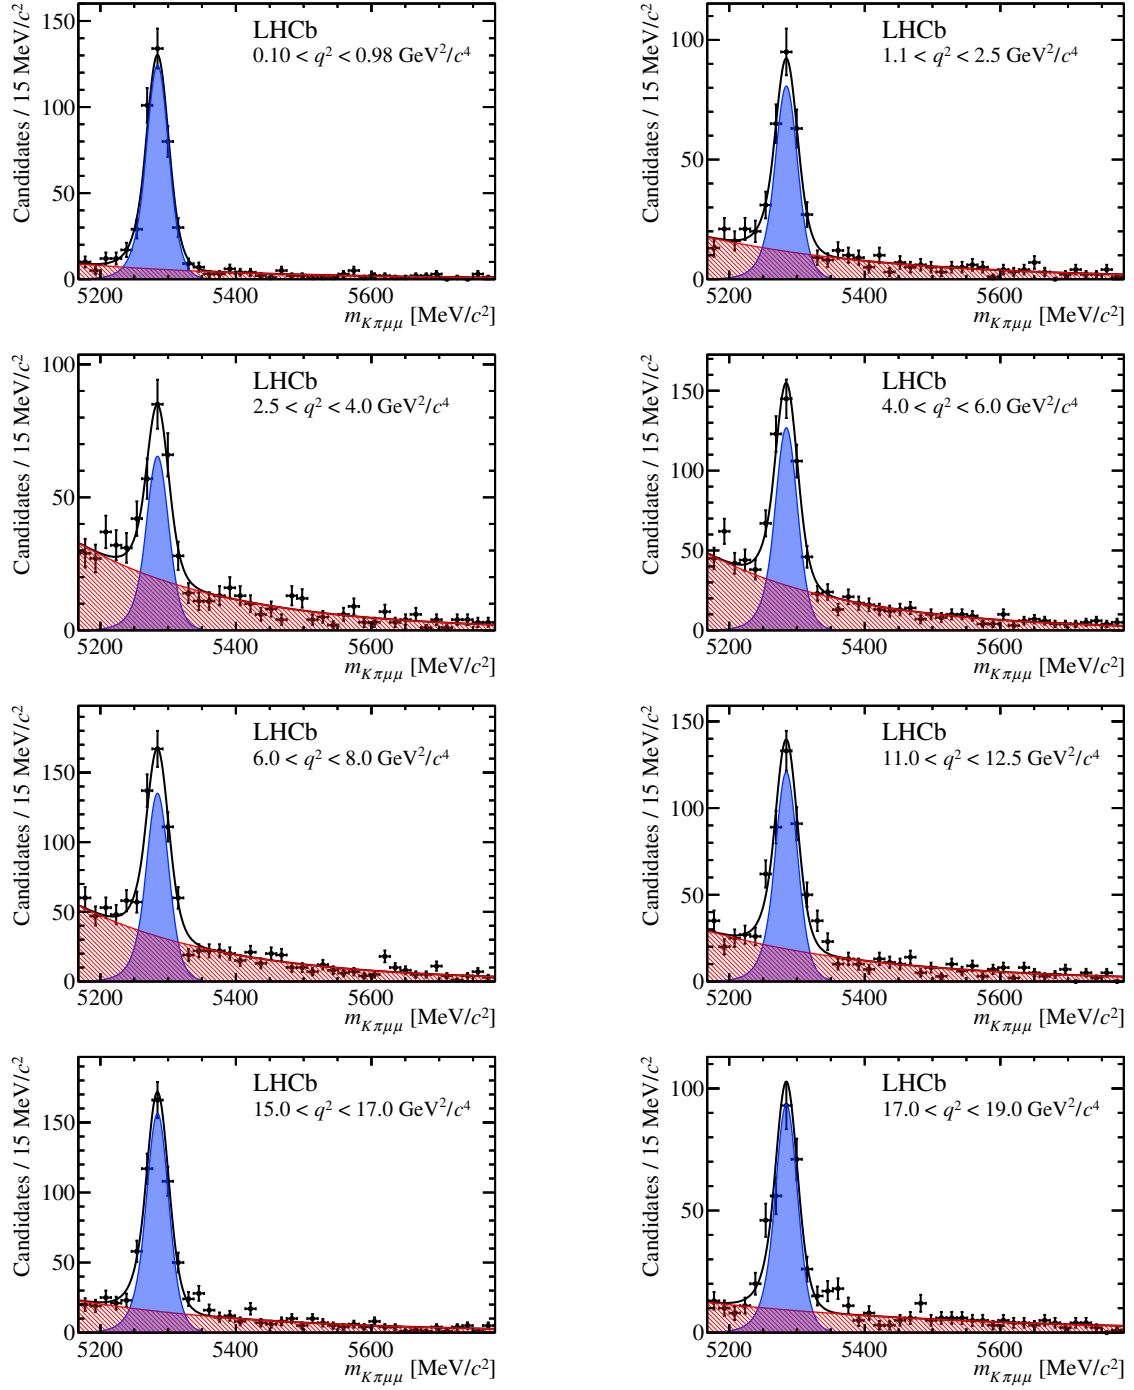 Candidates / 15 MeV/c²
150
100
50
0
LHCb
0.10 < q² < 0.98 GeV²/c⁴
5200 5400 5600
m_Kπμμ [MeV/c²]
Candidates / 15 MeV/c²
100
50
0
LHCb
1.1 < q² < 2.5 GeV²/c⁴
5200 5400 5600
m_Kπμμ [MeV/c²]
Candidates / 15 MeV/c²
100
50
0
LHCb
2.5 < q² < 4.0 GeV²/c⁴
5200 5400 5600
m_Kπμμ [MeV/c²]
Candidates / 15 MeV/c²
150
100
50
0
LHCb
4.0 < q² < 6.0 GeV²/c⁴
5200 5400 5600
m_Kπμμ [MeV/c²]
Candidates / 15 MeV/c²
150
100
50
0
LHCb
6.0 < q² < 8.0 GeV²/c⁴
5200 5400 5600
m_Kπμμ [MeV/c²]
Candidates / 15 MeV/c²
150
100
50
0
LHCb
11.0 < q² < 12.5 GeV²/c⁴
5200 5400 5600
m_Kπμμ [MeV/c²]
Candidates / 15 MeV/c²
150
100
50
0
LHCb
15.0 < q² < 17.0 GeV²/c⁴
5200 5400 5600
m_Kπμμ [MeV/c²]
Candidates / 15 MeV/c²
100
50
0
LHCb
17.0 < q² < 19.0 GeV²/c⁴
5200 5400 5600
m_Kπμμ [MeV/c²]